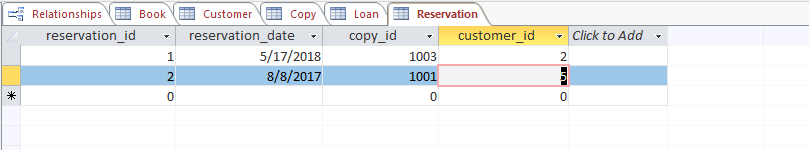 Relationships Book Customer Copy Loan Reservation
reservation_id reservation_date copy_id customer_id Click to Add
1 5/17/2018 1003 2
2 8/8/2017 1001 5
* 0 0 0